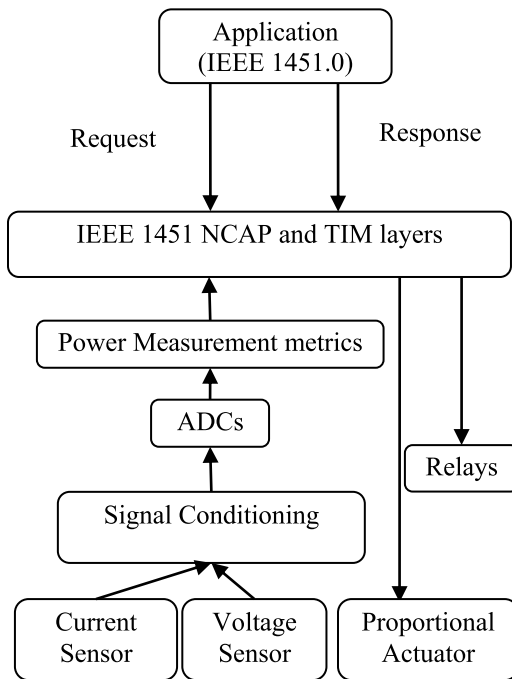 Application
(IEEE 1451.0)
Request
Response
IEEE 1451 NCAP and TIM layers
Power Measurement metrics
ADCs
Relays
Signal Conditioning
Current
Sensor
Voltage
Sensor
Proportional
Actuator